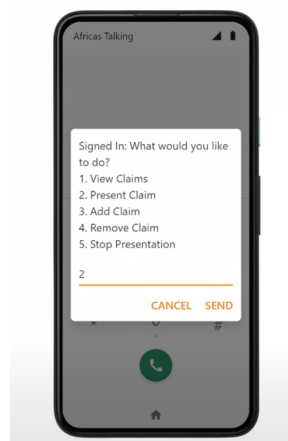 Africas Talking
Signed In: What would you like
to do?
1. View Claims
2. Present Claim
3. Add Claim
4. Remove Claim
5. Stop Presentation
2
CANCEL SEND
* #